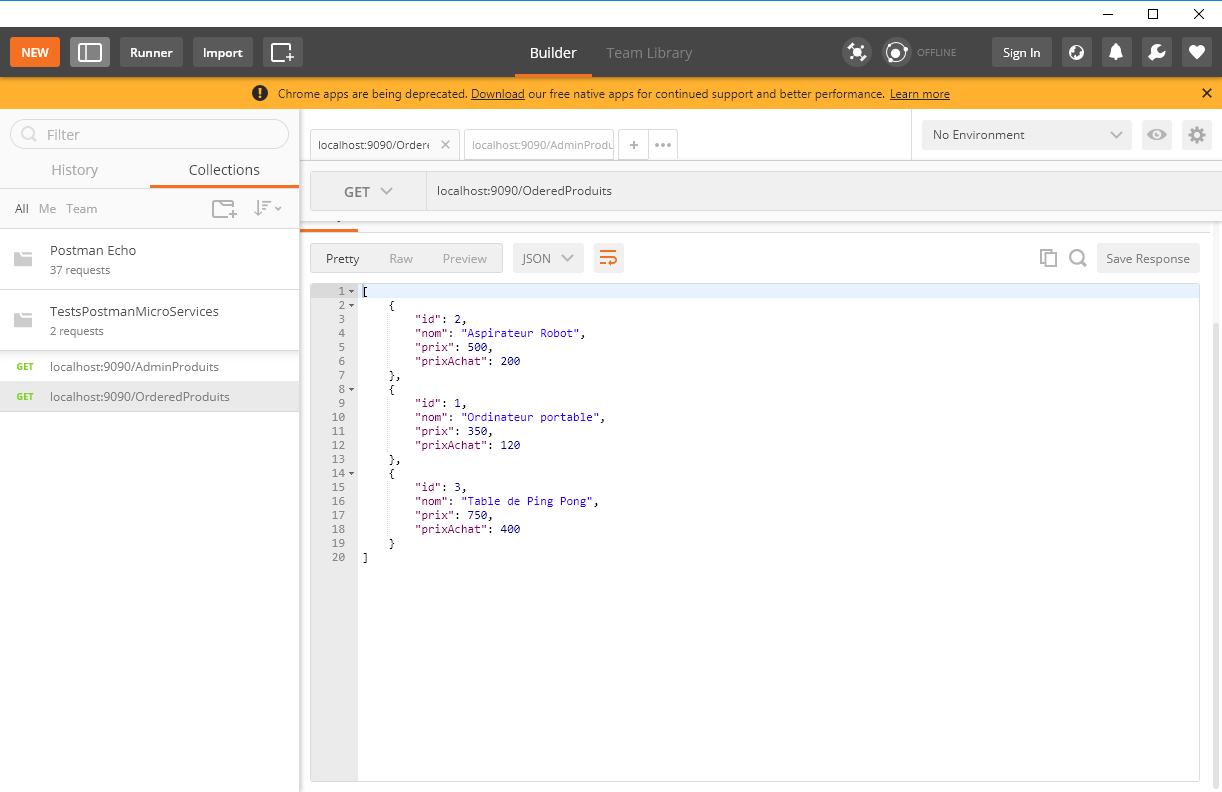 NEW Runner Import Builder Team Library OFFLINE Sign In
! Chrome apps are being deprecated. Download our free native apps for continued support and better performance. Learn more
Filter
History Collections
All Me Team
Postman Echo
37 requests
TestsPostmanMicroServices
2 requests
GET localhost:9090/AdminProduits
GET localhost:9090/OrderedProduits
localhost:9090/Ordere localhost:9090/AdminProdu + •••
No Environment
GET localhost:9090/OderedProduits
Pretty Raw Preview JSON Save Response
1 [
2 {
3 "id": 2,
4 "nom": "Aspirateur Robot",
5 "prix": 500,
6 "prixAchat": 200
7 },
8 {
9 "id": 1,
10 "nom": "Ordinateur portable",
11 "prix": 350,
12 "prixAchat": 120
13 },
14 {
15 "id": 3,
16 "nom": "Table de Ping Pong",
17 "prix": 750,
18 "prixAchat": 400
19 }
20 ]